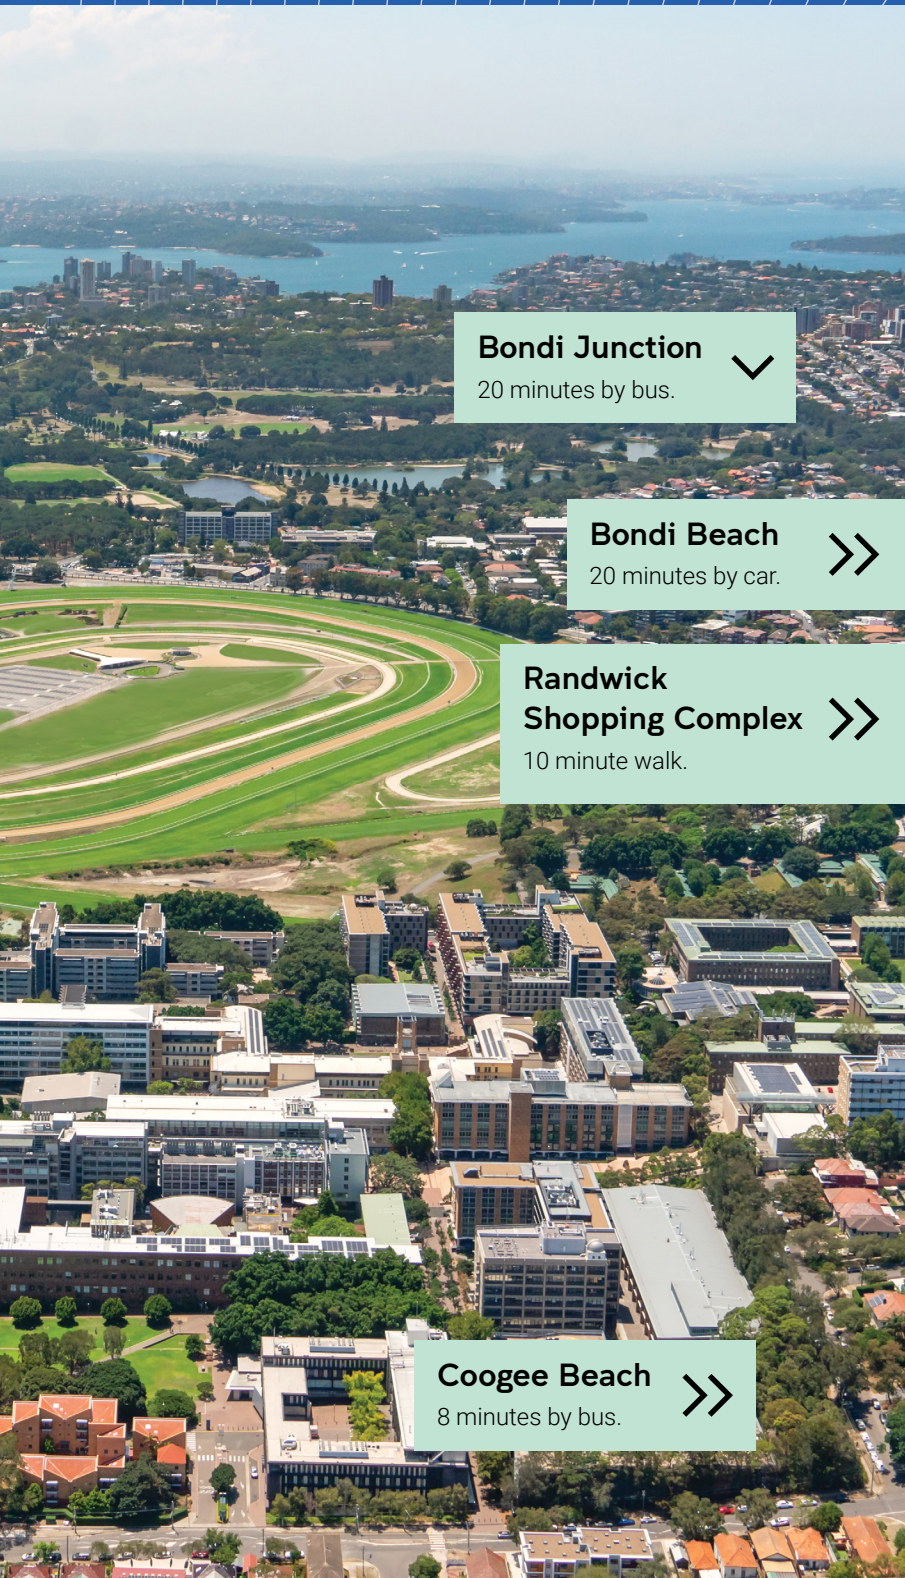 Bondi Junction
20 minutes by bus.
Bondi Beach
20 minutes by car.
Randwick
Shopping Complex
10 minute walk.
Coogee Beach
8 minutes by bus.